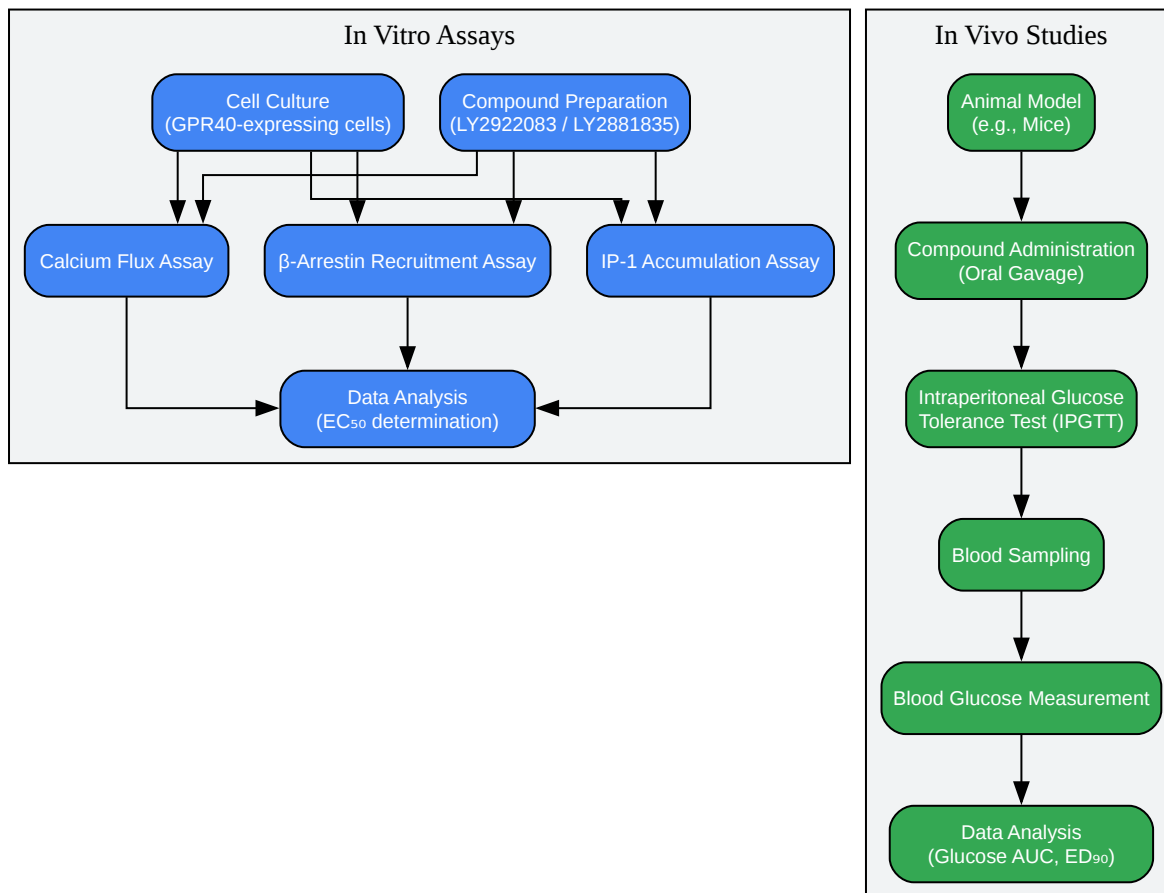 In Vitro Assays
Cell Culture
(GPR40-expressing cells)
Compound Preparation
(LY2922083 / LY2881835)
Calcium Flux Assay
β-Arrestin Recruitment Assay
IP-1 Accumulation Assay
Data Analysis
(EC₅₀ determination)
In Vivo Studies
Animal Model
(e.g., Mice)
Compound Administration
(Oral Gavage)
Intraperitoneal Glucose
Tolerance Test (IPGTT)
Blood Sampling
Blood Glucose Measurement
Data Analysis
(Glucose AUC, ED₉₀)